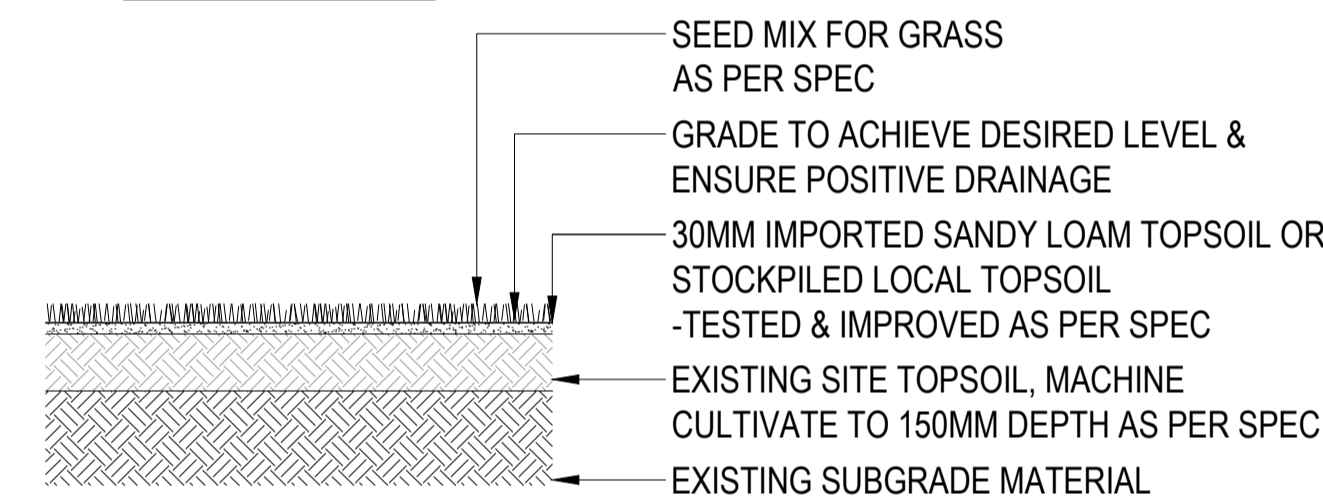 SEED MIX FOR GRASS
AS PER SPEC
GRADE TO ACHIEVE DESIRED LEVEL &
ENSURE POSITIVE DRAINAGE
30MM IMPORTED SANDY LOAM TOPSOIL OR
STOCKPILED LOCAL TOPSOIL
-TESTED & IMPROVED AS PER SPEC
EXISTING SITE TOPSOIL, MACHINE
CULTIVATE TO 150MM DEPTH AS PER SPEC
EXISTING SUBGRADE MATERIAL